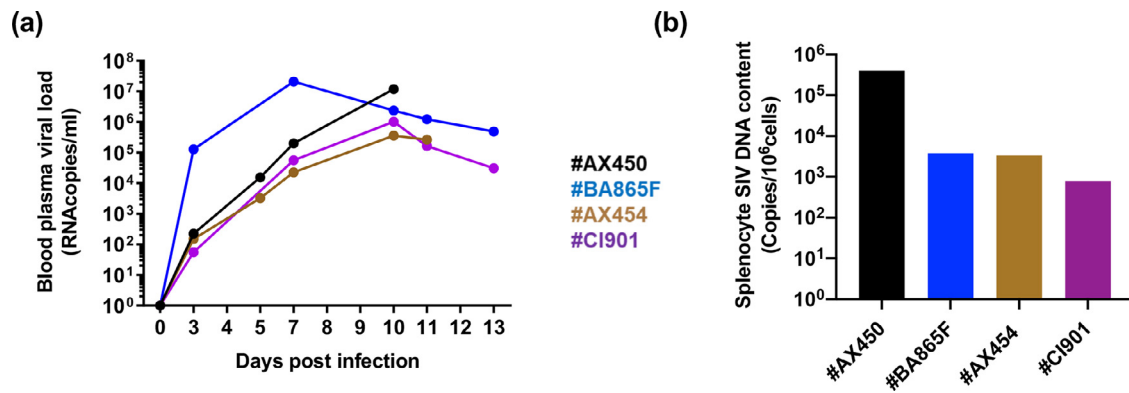 (a)
Blood plasma viral load
(RNAcopies/ml)
10⁸
10⁷
10⁶
10⁵
10⁴
10³
10²
10¹
10⁰
0 3 4 5 7 8 9 10 11 12 13
Days post infection
#AX450
#BA865F
#AX454
#CI901
(b)
Splenocyte SIV DNA content
(Copies/10⁶cells)
10⁶
10⁵
10⁴
10³
10²
10¹
10⁰
#AX450
#BA865F
#AX454
#CI901